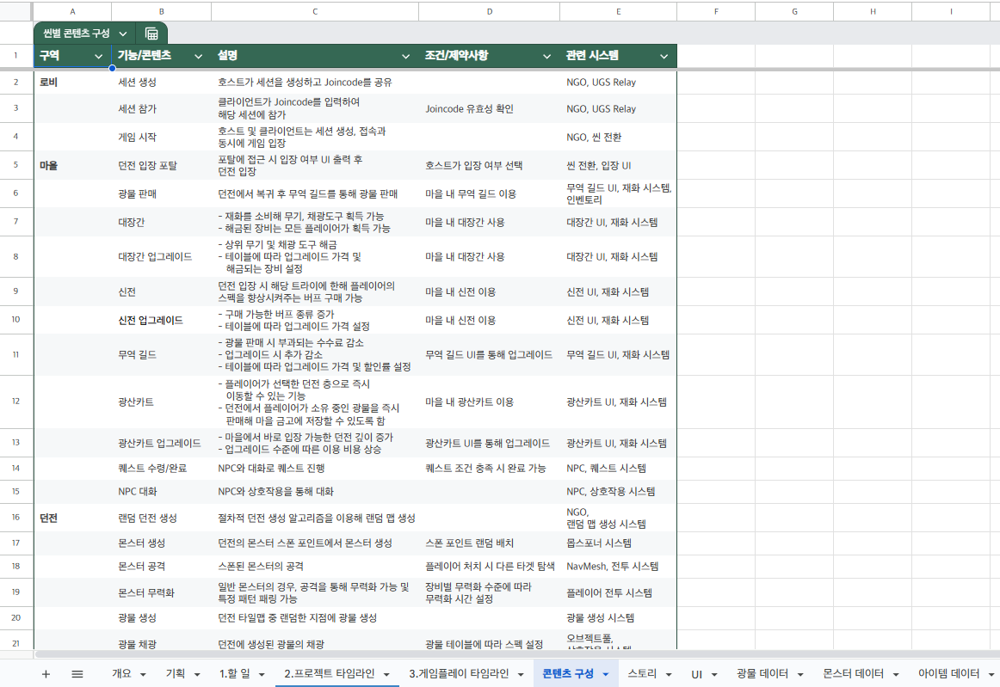 A B C D E F G H I
씬별 콘텐츠 구성
1 구역 기능/콘텐츠 설명 조건/제약사항 관련 시스템
2 로비 세션 생성 호스트가 세션을 생성하고 Joincode를 공유 NGO, UGS Relay
3 세션 참가 클라이언트가 Joincode를 입력하여
해당 세션에 참가 Joincode 유효성 확인 NGO, UGS Relay
4 게임 시작 호스트 및 클라이언트는 세션 생성, 접속과
동시에 게임 입장 NGO, 씬 전환
5 마을 던전 입장 포탈 포탈에 접근 시 입장 여부 UI 출력 후
던전 입장 호스트가 입장 여부 선택 씬 전환, 입장 UI
6 광물 판매 던전에서 복귀 후 무역 길드를 통해 광물 판매 마을 내 무역 길드 이용 무역 길드 UI, 재화 시스템,
인벤토리
7 대장간 - 재화를 소비해 무기, 채광도구 획득 가능
- 해금된 장비는 모든 플레이어가 획득 가능 마을 내 대장간 사용 대장간 UI, 재화 시스템
8 대장간 업그레이드 - 상위 무기 및 채광 도구 해금
- 테이블에 따라 업그레이드 가격 및
해금되는 장비 설정 마을 내 대장간 사용 대장간 UI, 재화 시스템
9 신전 던전 입장 시 해당 트라이에 한해 플레이어의
스펙을 향상시켜주는 버프 구매 가능 마을 내 신전 이용 신전 UI, 재화 시스템
10 신전 업그레이드 - 구매 가능한 버프 종류 증가
- 테이블에 따라 업그레이드 가격 설정 마을 내 신전 이용 신전 UI, 재화 시스템
11 무역 길드 - 광물 판매 시 부과되는 수수료 감소
- 업그레이드 시 추가 감소
- 테이블에 따라 업그레이드 가격 및 할인률 설정 무역 길드 UI를 통해 업그레이드 무역 길드 UI, 재화 시스템
12 광산카트 - 플레이어가 선택한 던전 층으로 즉시
이동할 수 있는 기능
- 던전에서 플레이어가 소유 중인 광물을 즉시
판매해 마을 금고에 저장할 수 있도록 함 마을 내 광산카트 이용 광산카트 UI, 재화 시스템
13 광산카트 업그레이드 - 마을에서 바로 입장 가능한 던전 깊이 증가
- 업그레이드 수준에 따른 이용 비용 상승 광산카트 UI를 통해 업그레이드 광산카트 UI, 재화 시스템
14 퀘스트 수령/완료 NPC와 대화로 퀘스트 진행 퀘스트 조건 충족 시 완료 가능 NPC, 퀘스트 시스템
15 NPC 대화 NPC와 상호작용을 통해 대화 NPC, 상호작용 시스템
16 던전 랜덤 던전 생성 절차적 던전 생성 알고리즘을 이용해 랜덤 맵 생성 NGO,
랜덤 맵 생성 시스템
17 몬스터 생성 던전의 몬스터 스폰 포인트에서 몬스터 생성 스폰 포인트 랜덤 배치 몹스포너 시스템
18 몬스터 공격 스폰된 몬스터의 공격 플레이어 처치 시 다른 타겟 탐색 NavMesh, 전투 시스템
19 몬스터 무력화 일반 몬스터의 경우, 공격을 통해 무력화 가능 및
특정 패턴 패링 가능 장비별 무력화 수준에 따라
무력화 시간 설정 플레이어 전투 시스템
20 광물 생성 던전 타일맵 중 랜덤한 지점에 광물 생성 광물 생성 시스템
21 광물 채광 던전에 생성된 광물의 채광 광물 테이블에 따라 스펙 설정 오브젝트풀,
개요 기획 1.할 일 2.프로젝트 타임라인 3.게임플레이 타임라인 콘텐츠 구성 스토리 UI 광물 데이터 몬스터 데이터 아이템 데이터